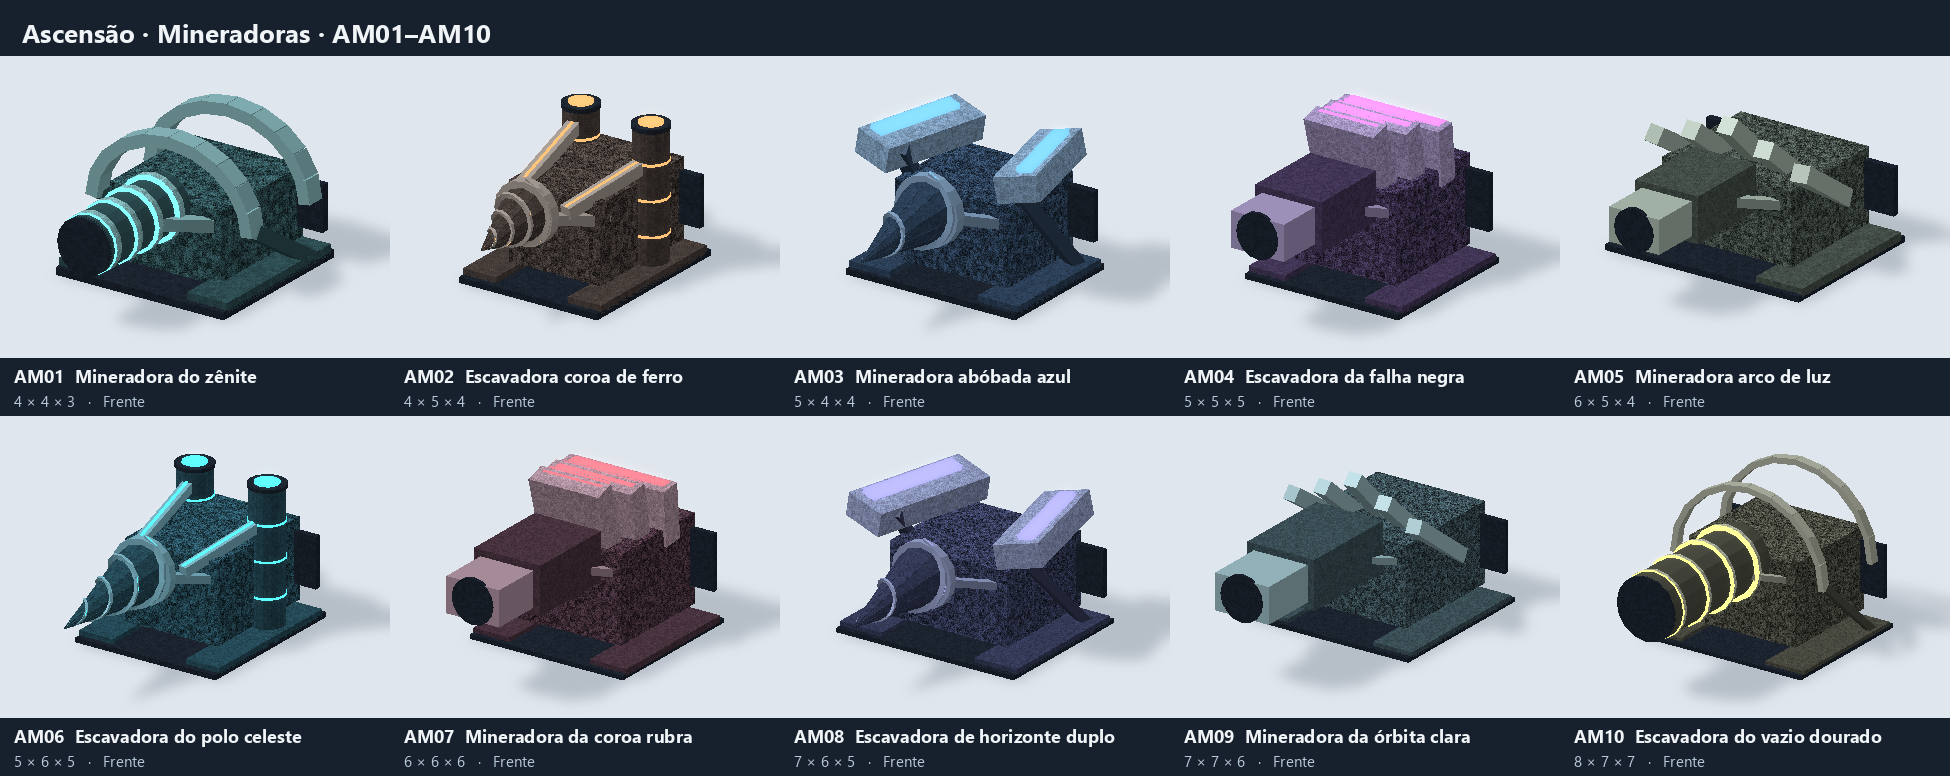 Ascensão · Mineradoras · AM01–AM10
AM01 Mineradora do zênite
4 × 4 × 3 · Frente
AM02 Escavadora coroa de ferro
4 × 5 × 4 · Frente
AM03 Mineradora abóbada azul
5 × 4 × 4 · Frente
AM04 Escavadora da falha negra
5 × 5 × 5 · Frente
AM05 Mineradora arco de luz
6 × 5 × 4 · Frente
AM06 Escavadora do polo celeste
5 × 6 × 5 · Frente
AM07 Mineradora da coroa rubra
6 × 6 × 6 · Frente
AM08 Escavadora de horizonte duplo
7 × 6 × 5 · Frente
AM09 Mineradora da órbita clara
7 × 7 × 6 · Frente
AM10 Escavadora do vazio dourado
8 × 7 × 7 · Frente